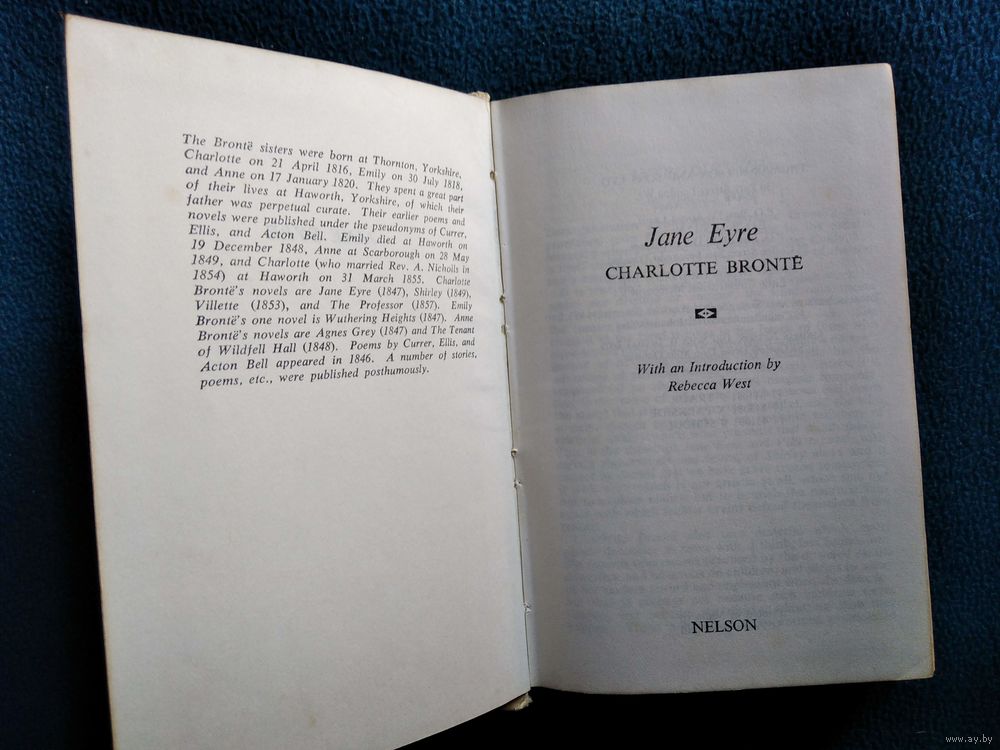 The Brontë sisters were born at Thornton, Yorkshire,
Charlotte on 21 April 1816, Emily on 30 July 1818,
and Anne on 17 January 1820. They spent a great part
of their lives at Haworth, Yorkshire, of which their
father was perpetual curate. Their earlier poems and
novels were published under the pseudonyms of Currer,
Ellis, and Acton Bell. Emily died at Haworth on
19 December 1848, Anne at Scarborough on 28 May
1849, and Charlotte (who married Rev. A. Nicholls in
1854) at Haworth on 31 March 1855. Charlotte
Brontë's novels are Jane Eyre (1847), Shirley (1849),
Villette (1853), and The Professor (1857). Emily
Brontë's one novel is Wuthering Heights (1847). Anne
Brontë's novels are Agnes Grey (1847) and The Tenant
of Wildfell Hall (1848). Poems by Currer, Ellis, and
Acton Bell appeared in 1846. A number of stories,
poems, etc., were published posthumously.
Jane Eyre
CHARLOTTE BRONTË
With an Introduction by
Rebecca West
NELSON
www.ay.by